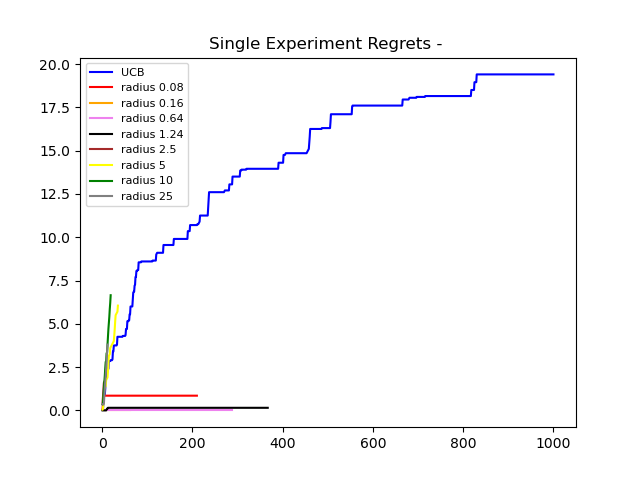 Single Experiment Regrets -
20.0
17.5
15.0
12.5
10.0
7.5
5.0
2.5
0.0
UCB
radius 0.08
radius 0.16
radius 0.64
radius 1.24
radius 2.5
radius 5
radius 10
radius 25
0 200 400 600 800 1000